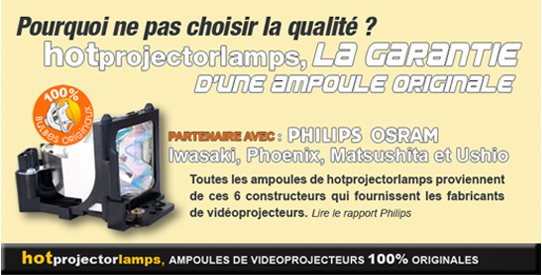 Pourquoi ne pas choisir la qualité ?
hotprojectorlamps, LA GARANTIE
D'UNE AMPOULE ORIGINALE
100%
BULBES ORIGINAUX
PARTENAIRE AVEC : PHILIPS OSRAM
Iwasaki, Phoenix, Matsushita et Ushio
Toutes les ampoules de hotprojectorlamps proviennent
de ces 6 constructeurs qui fournissent les fabricants
de vidéoprojecteurs. Lire le rapport Philips
hotprojectorlamps, AMPOULES DE VIDEOPROJECTEURS 100% ORIGINALES